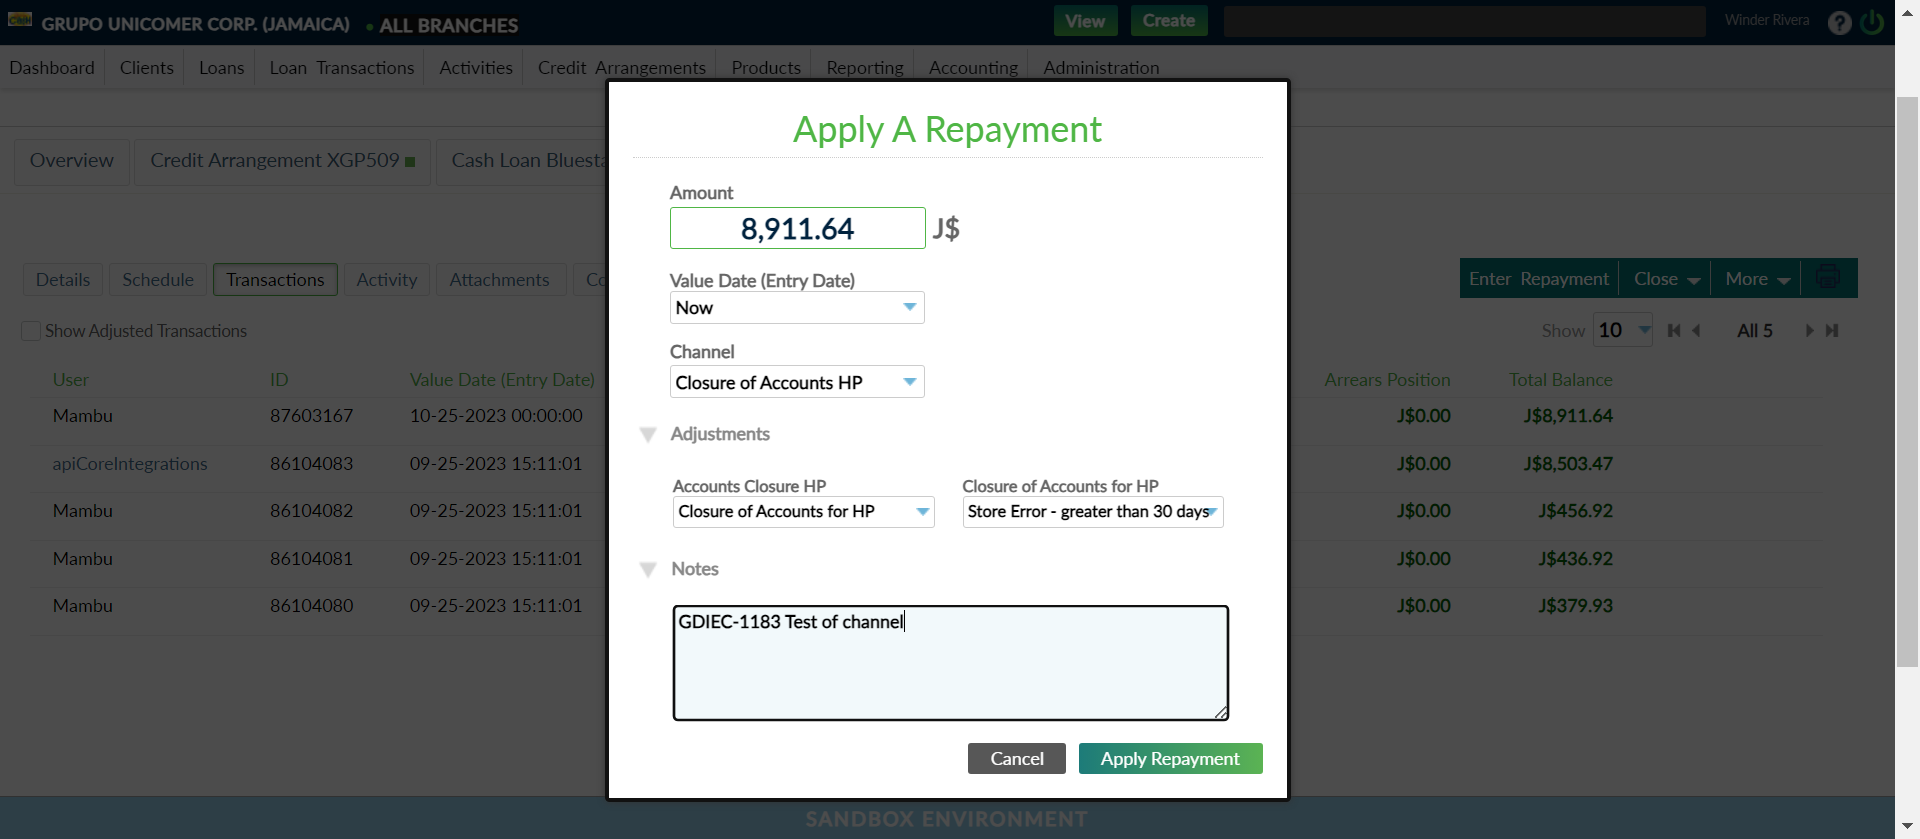 GRUPO UNICOMER CORP. (JAMAICA) • ALL BRANCHES
View
Create
Winder Rivera
?
Dashboard
Clients
Loans
Loan Transactions
Activities
Credit Arrangements
Products
Reporting
Accounting
Administration
Overview
Credit Arrangement XGP509
Cash Loan Bluesta
Details
Schedule
Transactions
Activity
Attachments
Co
Enter Repayment
Close
More
Show Adjusted Transactions
Show 10
All 5
User ID Value Date (Entry Date) Arrears Position Total Balance
Mambu 87603167 10-25-2023 00:00:00 J$0.00 J$8,911.64
apiCoreIntegrations 86104083 09-25-2023 15:11:01 J$0.00 J$8,503.47
Mambu 86104082 09-25-2023 15:11:01 J$0.00 J$456.92
Mambu 86104081 09-25-2023 15:11:01 J$0.00 J$436.92
Mambu 86104080 09-25-2023 15:11:01 J$0.00 J$379.93
Apply A Repayment
Amount
8,911.64 J$
Value Date (Entry Date)
Now
Channel
Closure of Accounts HP
Adjustments
Accounts Closure HP
Closure of Accounts for HP
Closure of Accounts for HP
Store Error - greater than 30 days
Notes
GDIEC-1183 Test of channel
Cancel
Apply Repayment
SANDBOX ENVIRONMENT